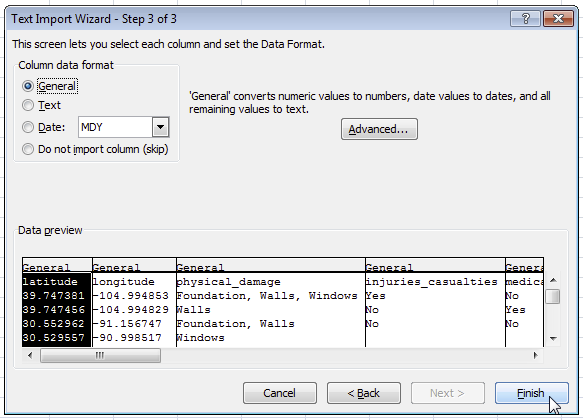 Text Import Wizard - Step 3 of 3
This screen lets you select each column and set the Data Format.
Column data format
General
Text
Date: MDY
Do not import column (skip)
'General' converts numeric values to numbers, date values to dates, and all
remaining values to text.
Advanced...
Data preview
General General General General General
latitude longitude physical_damage injuries_casualties medica
39.747381 -104.994853 Foundation, Walls, Windows Yes No
39.747456 -104.994829 Walls No Yes
30.552962 -91.156747 Foundation, Walls No No
30.529557 -90.998517 Windows
Cancel < Back Next > Finish